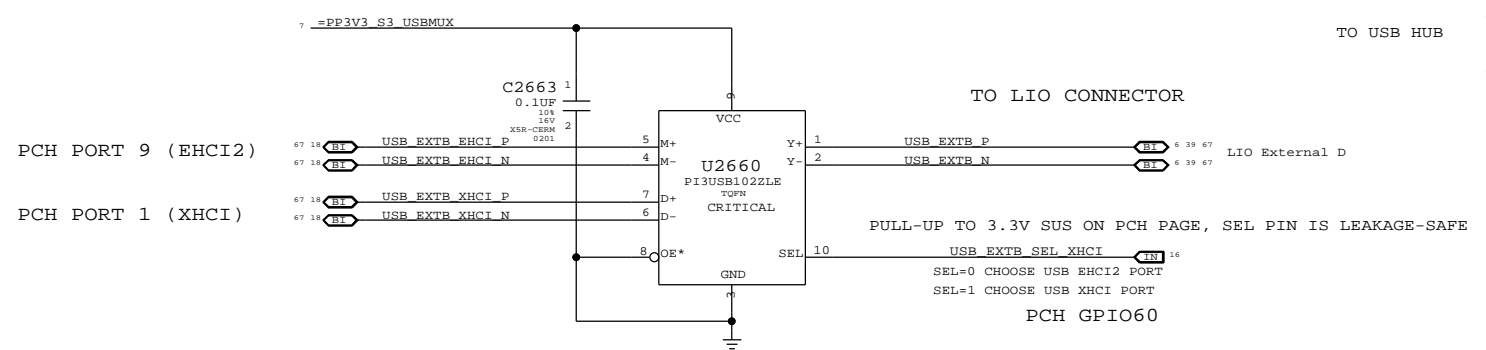 7 =PP3V3_S3_USBMUX
TO USB HUB
C2663 1
0.1UF
10%
16V
X5R-CERM 2
0201
9
VCC
TO LIO CONNECTOR
PCH PORT 9 (EHCI2)
67 18 BI USB_EXTB_EHCI_P 5 M+
67 18 BI USB_EXTB_EHCI_N 4 M-
Y+ 1 USB_EXTB_P BI 6 39 67
Y- 2 USB_EXTB_N BI 6 39 67
LIO External D
U2660
PI3USB102ZLE
TQFN
CRITICAL
PCH PORT 1 (XHCI)
67 18 BI USB_EXTB_XHCI_P 7 D+
67 18 BI USB_EXTB_XHCI_N 6 D-
PULL-UP TO 3.3V SUS ON PCH PAGE, SEL PIN IS LEAKAGE-SAFE
8 OE*
SEL 10 USB_EXTB_SEL_XHCI IN 16
SEL=0 CHOOSE USB EHCI2 PORT
SEL=1 CHOOSE USB XHCI PORT
GND
3
PCH GPIO60